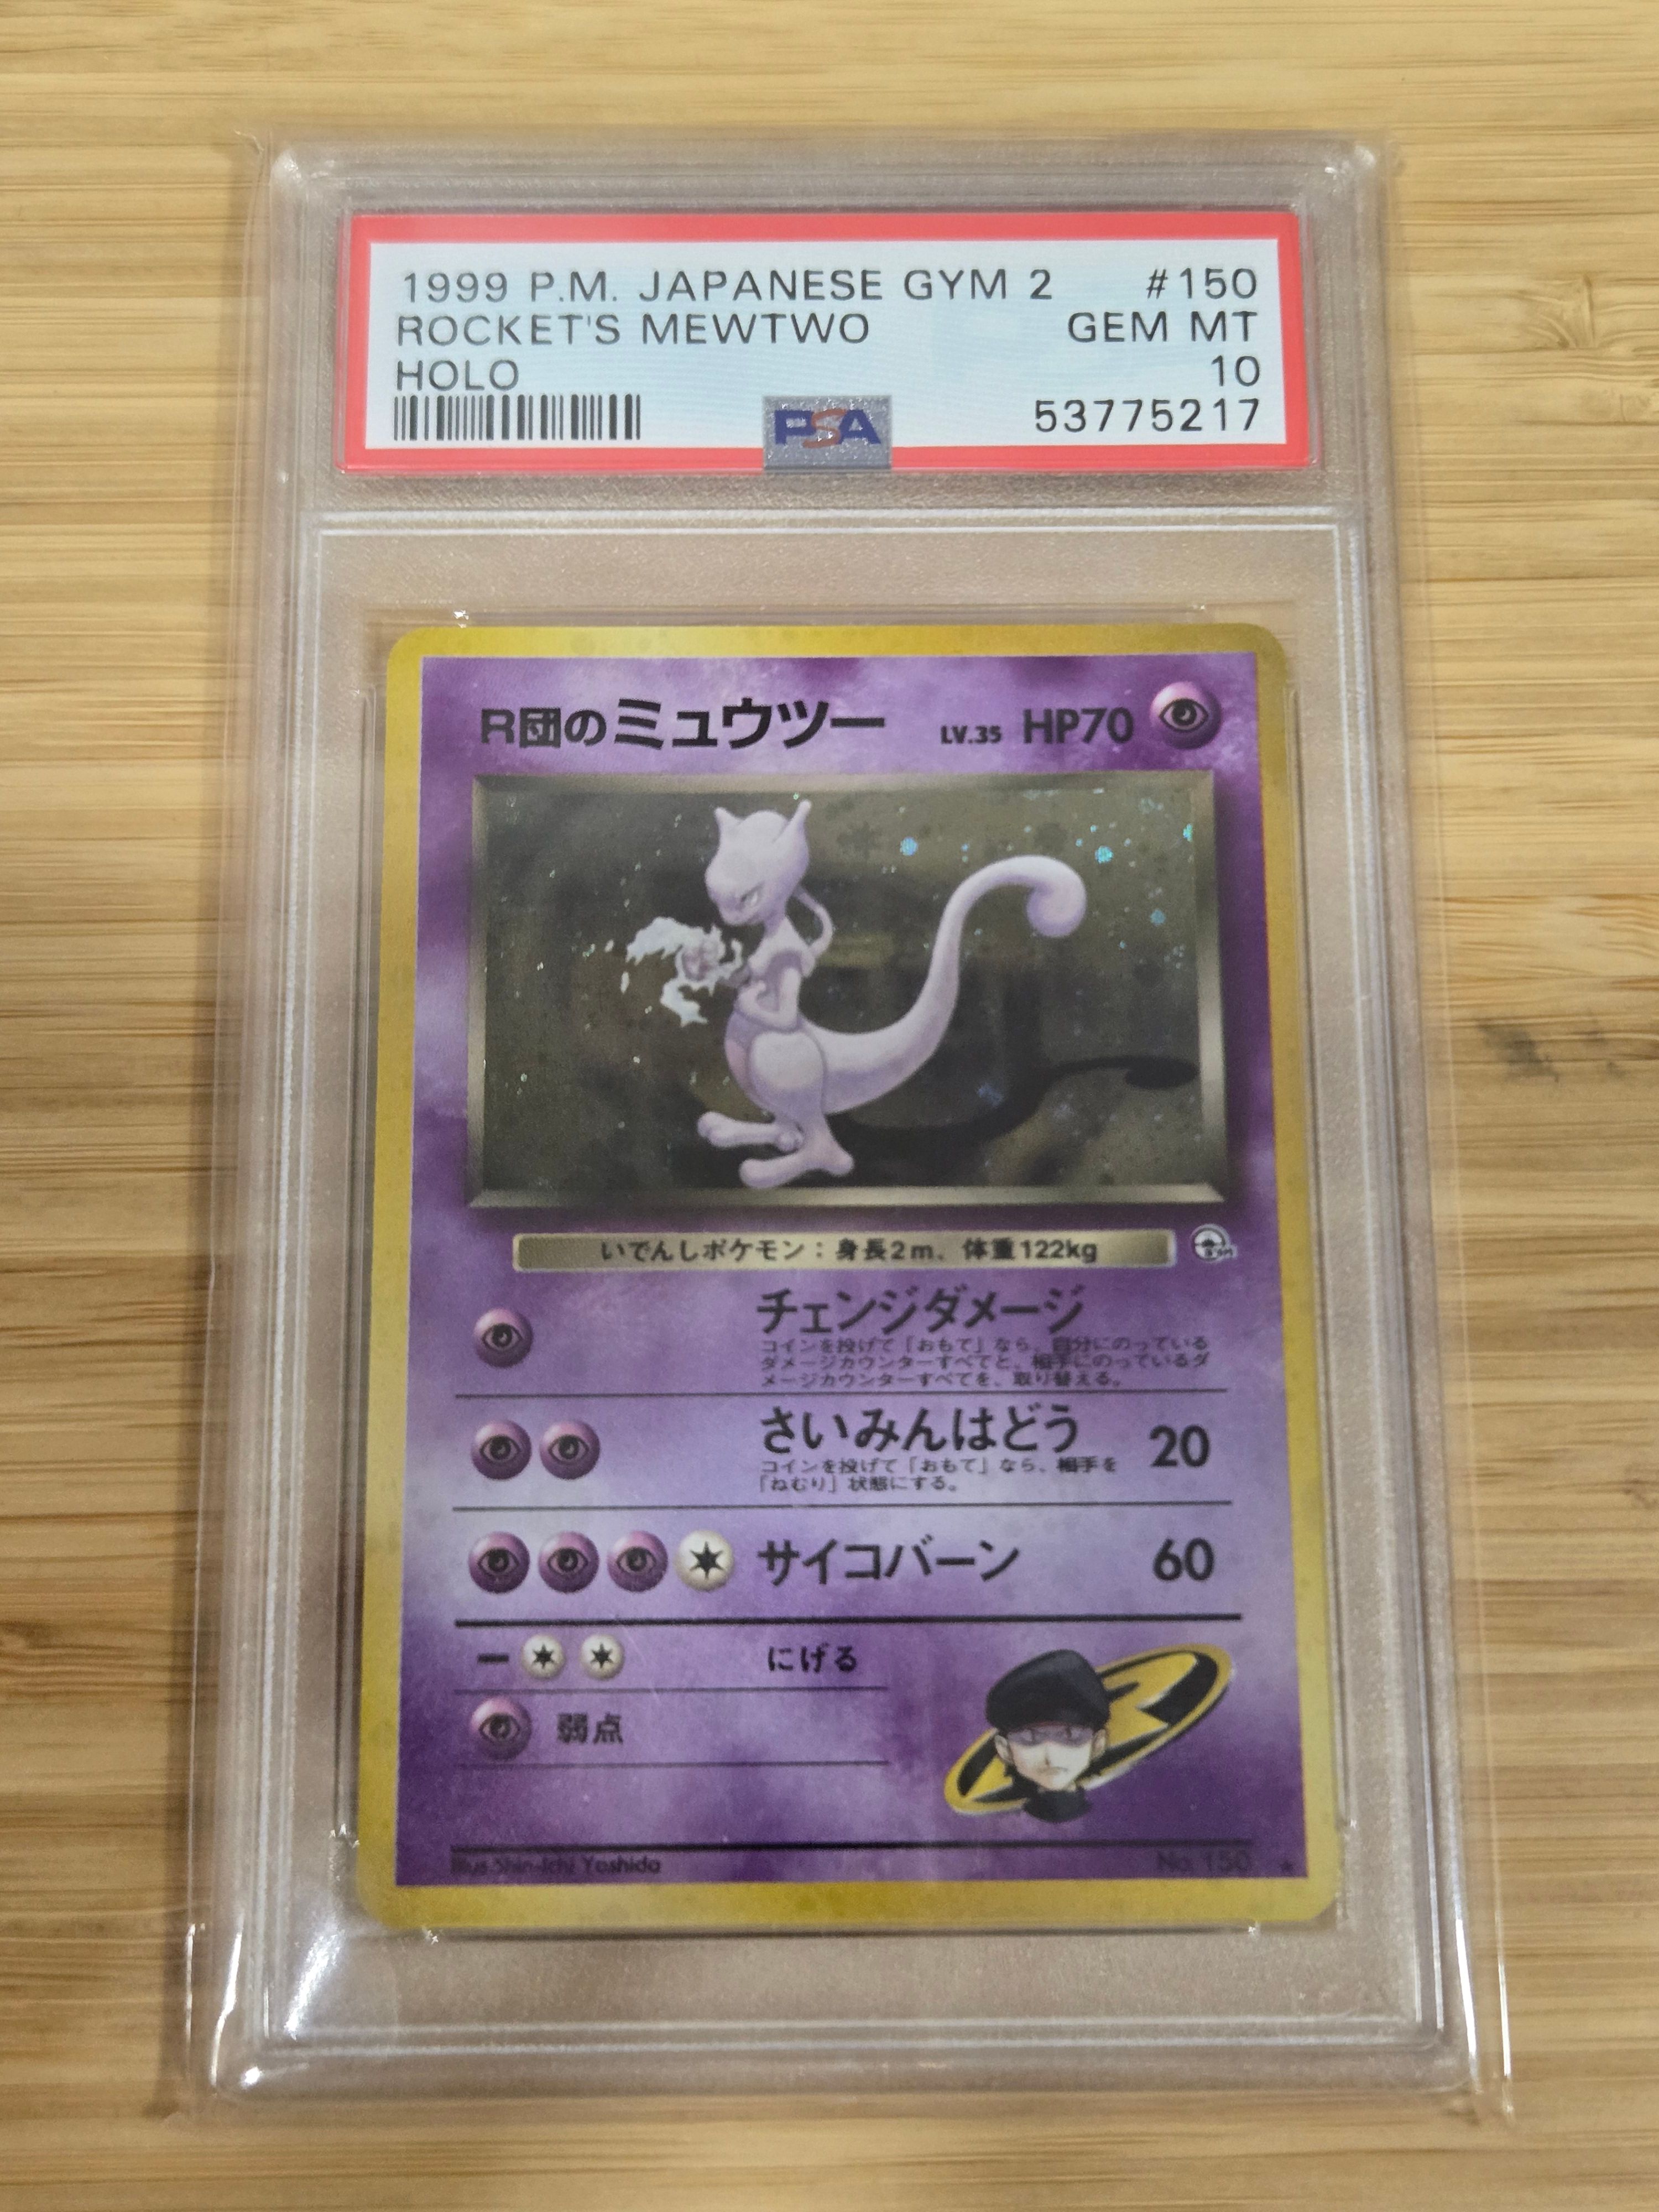 1999 P.M. JAPANESE GYM 2 #150
ROCKET'S MEWTWO GEM MT
HOLO 10
PSA 53775217
R団のミュウツー LV.35 HP70
いでんしポケモン：身長2m、体重122kg
チェンジダメージ
コインを投げて「おもて」なら、自分にのっている
ダメージカウンターすべてと、相手にのっているダ
メージカウンターすべてを、取り替える。
さいみんはどう 20
コインを投げて「おもて」なら、相手を
「ねむり」状態にする。
サイコバーン 60
にげる
弱点
R
Illus. Shin-ichi Yoshida No. 150 ★